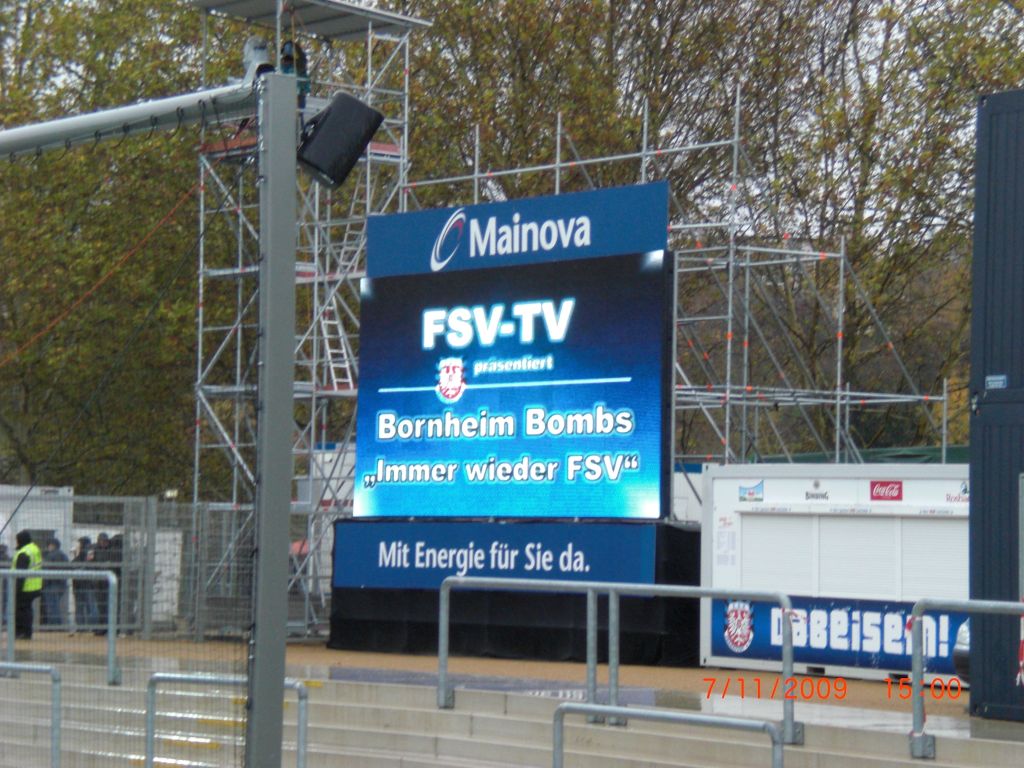 Mainova
FSV-TV
präsentiert
Bornheim Bombs
„Immer wieder FSV“
Mit Energie für Sie da.
Coca-Cola
DABEISEIN!
7/11/2009 15:00